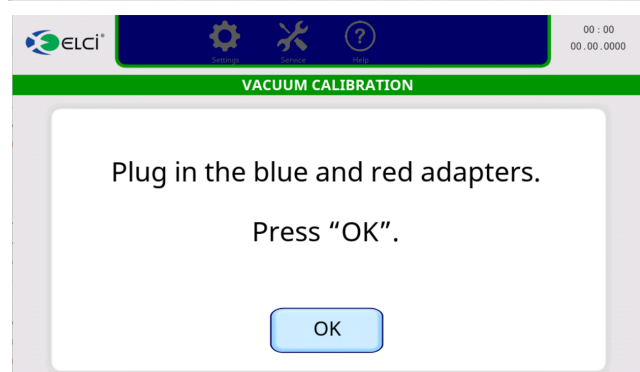 ELCI®
Settings
Service
Help
00 : 00
00.00.0000
VACUUM CALIBRATION
Plug in the blue and red adapters.
Press “OK”.
OK